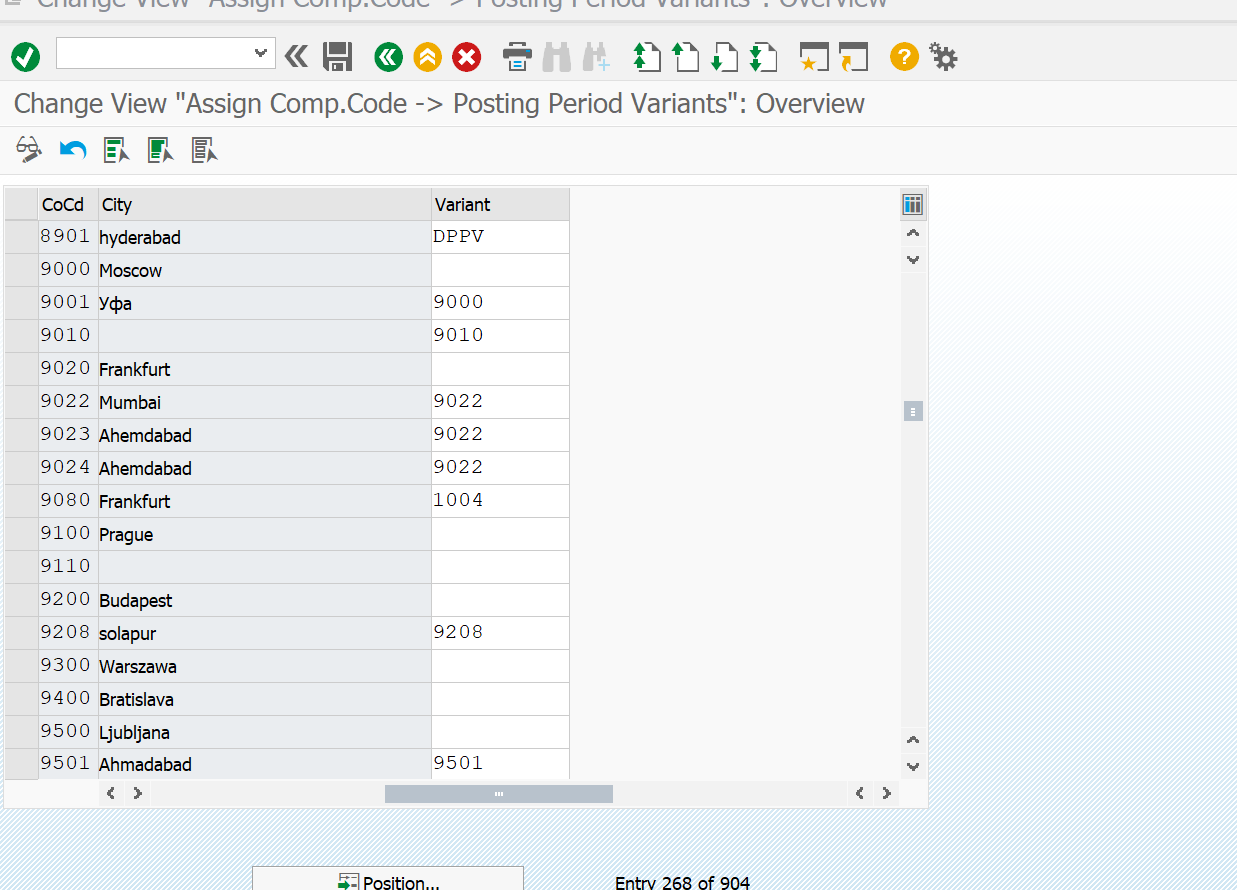 Change View "Assign Comp.Code -> Posting Period Variants": Overview
Change View "Assign Comp.Code -> Posting Period Variants": Overview
CoCd City Variant
8901 hyderabad DPPV
9000 Moscow
9001 Уфа 9000
9010 9010
9020 Frankfurt
9022 Mumbai 9022
9023 Ahemdabad 9022
9024 Ahemdabad 9022
9080 Frankfurt 1004
9100 Prague
9110
9200 Budapest
9208 solapur 9208
9300 Warszawa
9400 Bratislava
9500 Ljubljana
9501 Ahmadabad 9501
Position... Entry 268 of 904